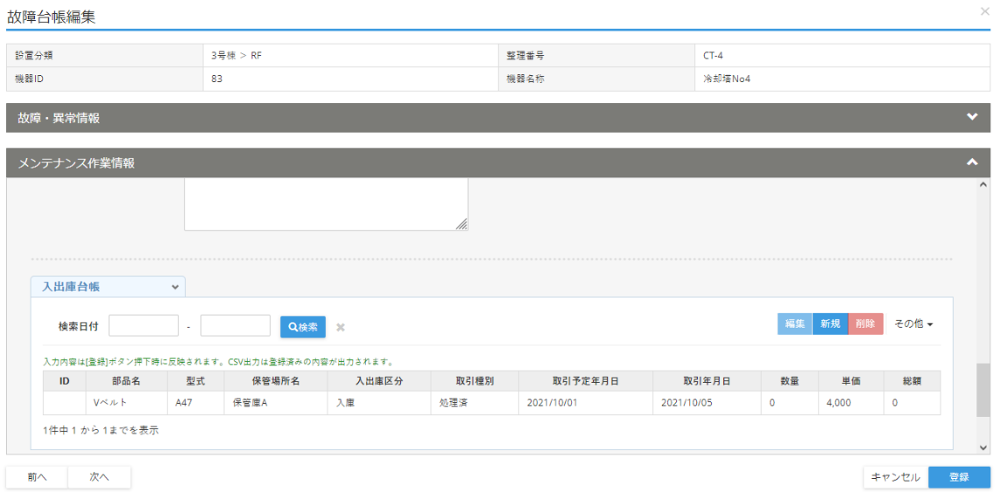 故障台帳編集
×
設置分類 3号棟 > RF 整理番号 CT-4
機器ID 83 機器名称 冷却塔No4
故障・異常情報
メンテナンス作業情報
入出庫台帳
検索日付 - 検索 編集 新規 削除 その他
入力内容は[登録]ボタン押下時に反映されます。CSV出力は登録済みの内容が出力されます。
ID 部品名 型式 保管場所名 入出庫区分 取引種別 取引予定年月日 取引年月日 数量 単価 総額
Vベルト A47 保管庫A 入庫 処理済 2021/10/01 2021/10/05 0 4,000 0
1件中 1 から 1までを表示
前へ 次へ キャンセル 登録